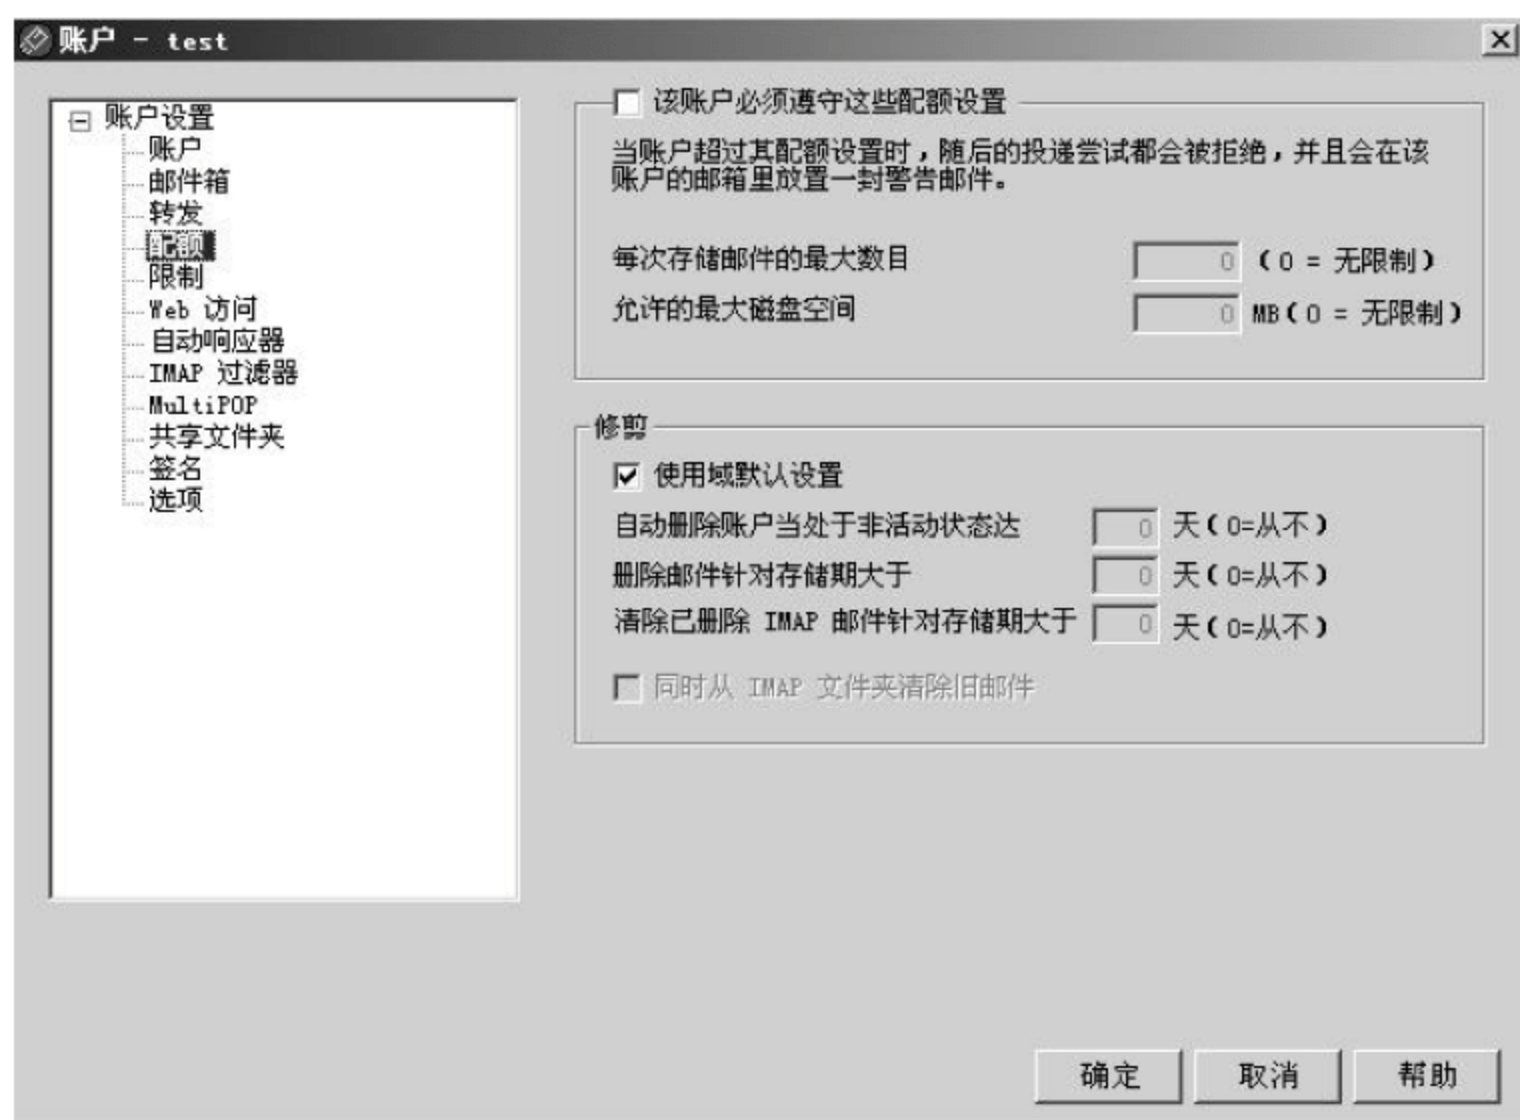 账户 - test
账户设置
账户
邮件箱
转发
配额
限制
Web 访问
自动响应器
IMAP 过滤器
MultiPOP
共享文件夹
签名
选项
该账户必须遵守这些配额设置
当账户超过其配额设置时，随后的投递尝试都会被拒绝，并且会在该
账户的邮箱里放置一封警告邮件。
每次存储邮件的最大数目 0 (0 = 无限制)
允许的最大磁盘空间 0 MB(0 = 无限制)
修剪
使用域默认设置
自动删除账户当处于非活动状态达 0 天(0=从不)
删除邮件针对存储期大于 0 天(0=从不)
清除已删除 IMAP 邮件针对存储期大于 0 天(0=从不)
同时从 IMAP 文件夹清除旧邮件
确定 取消 帮助